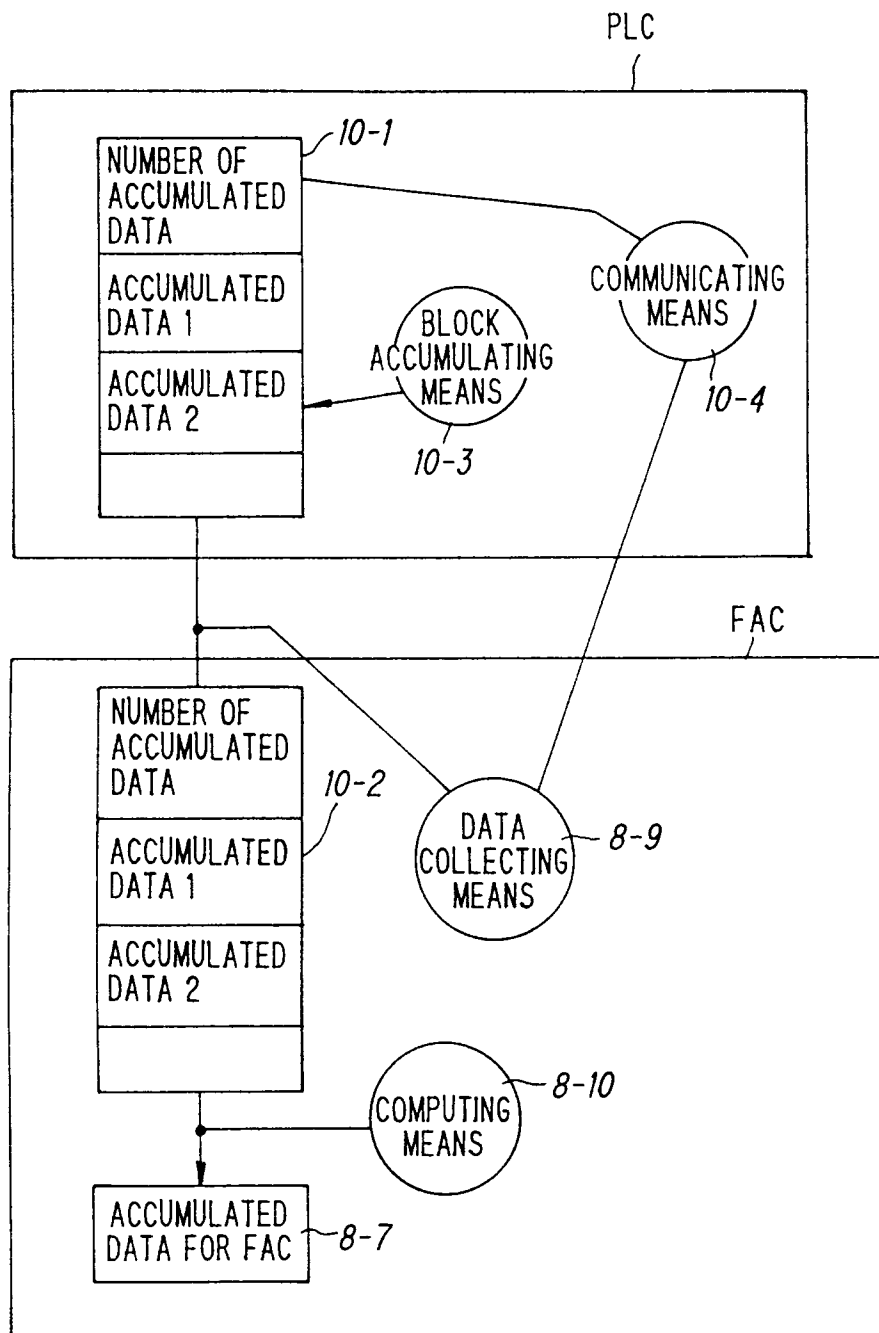 PLC
10-1
NUMBER OF
ACCUMULATED
DATA
ACCUMULATED
DATA 1
ACCUMULATED
DATA 2
BLOCK
ACCUMULATING
MEANS
10-3
COMMUNICATING
MEANS
10-4
FAC
NUMBER OF
ACCUMULATED
DATA
10-2
ACCUMULATED
DATA 1
ACCUMULATED
DATA 2
DATA
COLLECTING
MEANS
8-9
COMPUTING
MEANS
8-10
ACCUMULATED
DATA FOR FAC
8-7